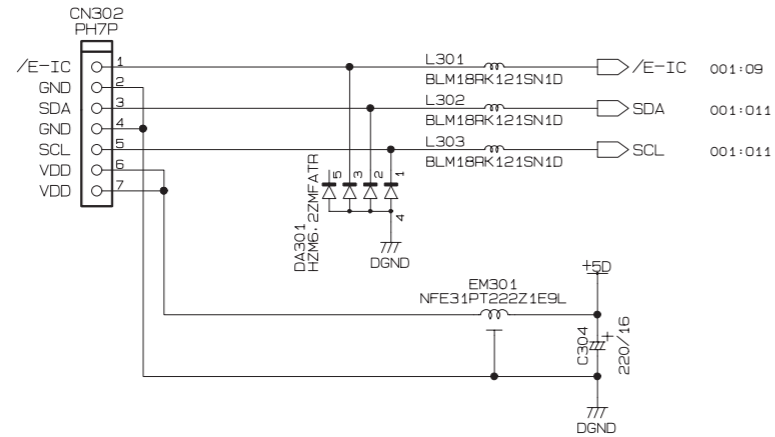 CN302
PH7P
/E-IC 1
GND 2
SDA 3
GND 4
SCL 5
VDD 6
VDD 7
L301
BLM18RK121SN1D
/E-IC 001:09
L302
BLM18RK121SN1D
SDA 001:011
L303
BLM18RK121SN1D
SCL 001:011
DA301
HZM6.2ZMFATR
5
3
2
1
4
DGND
EM301
NFE31PT222Z1E9L
+5D
C304
+
220/16
DGND